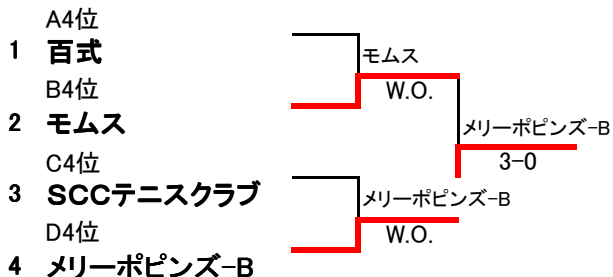 A4位
1 百式
B4位
2 モムス
C4位
3 SCCテニスクラブ
D4位
4 メリーポピンズ-B
モムス
W.O.
メリーポピンズ-B
W.O.
メリーポピンズ-B
3-0